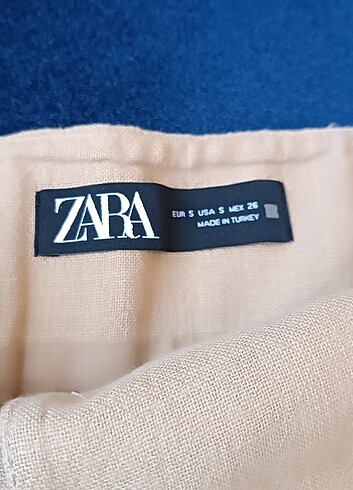 ZARA
EUR S USA S MEX 26
MADE IN TURKEY